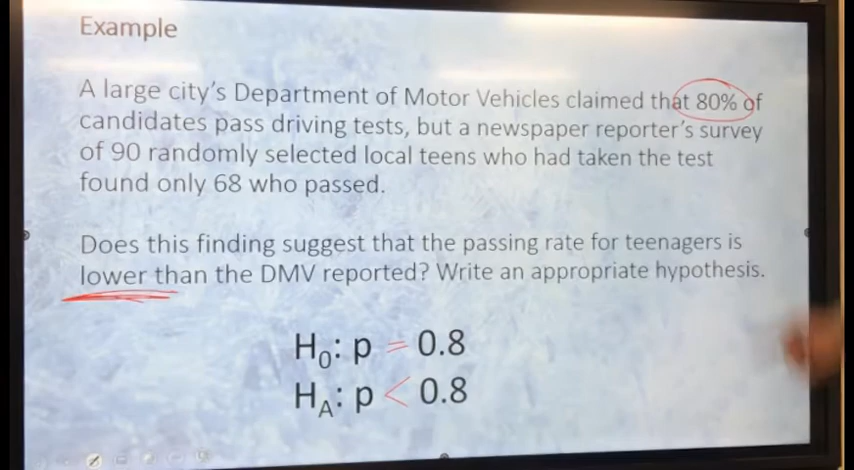 Example
A large city's Department of Motor Vehicles claimed that 80% of
candidates pass driving tests, but a newspaper reporter's survey
of 90 randomly selected local teens who had taken the test
found only 68 who passed.
Does this finding suggest that the passing rate for teenagers is
lower than the DMV reported? Write an appropriate hypothesis.
H₀: p = 0.8
Hₐ: p < 0.8